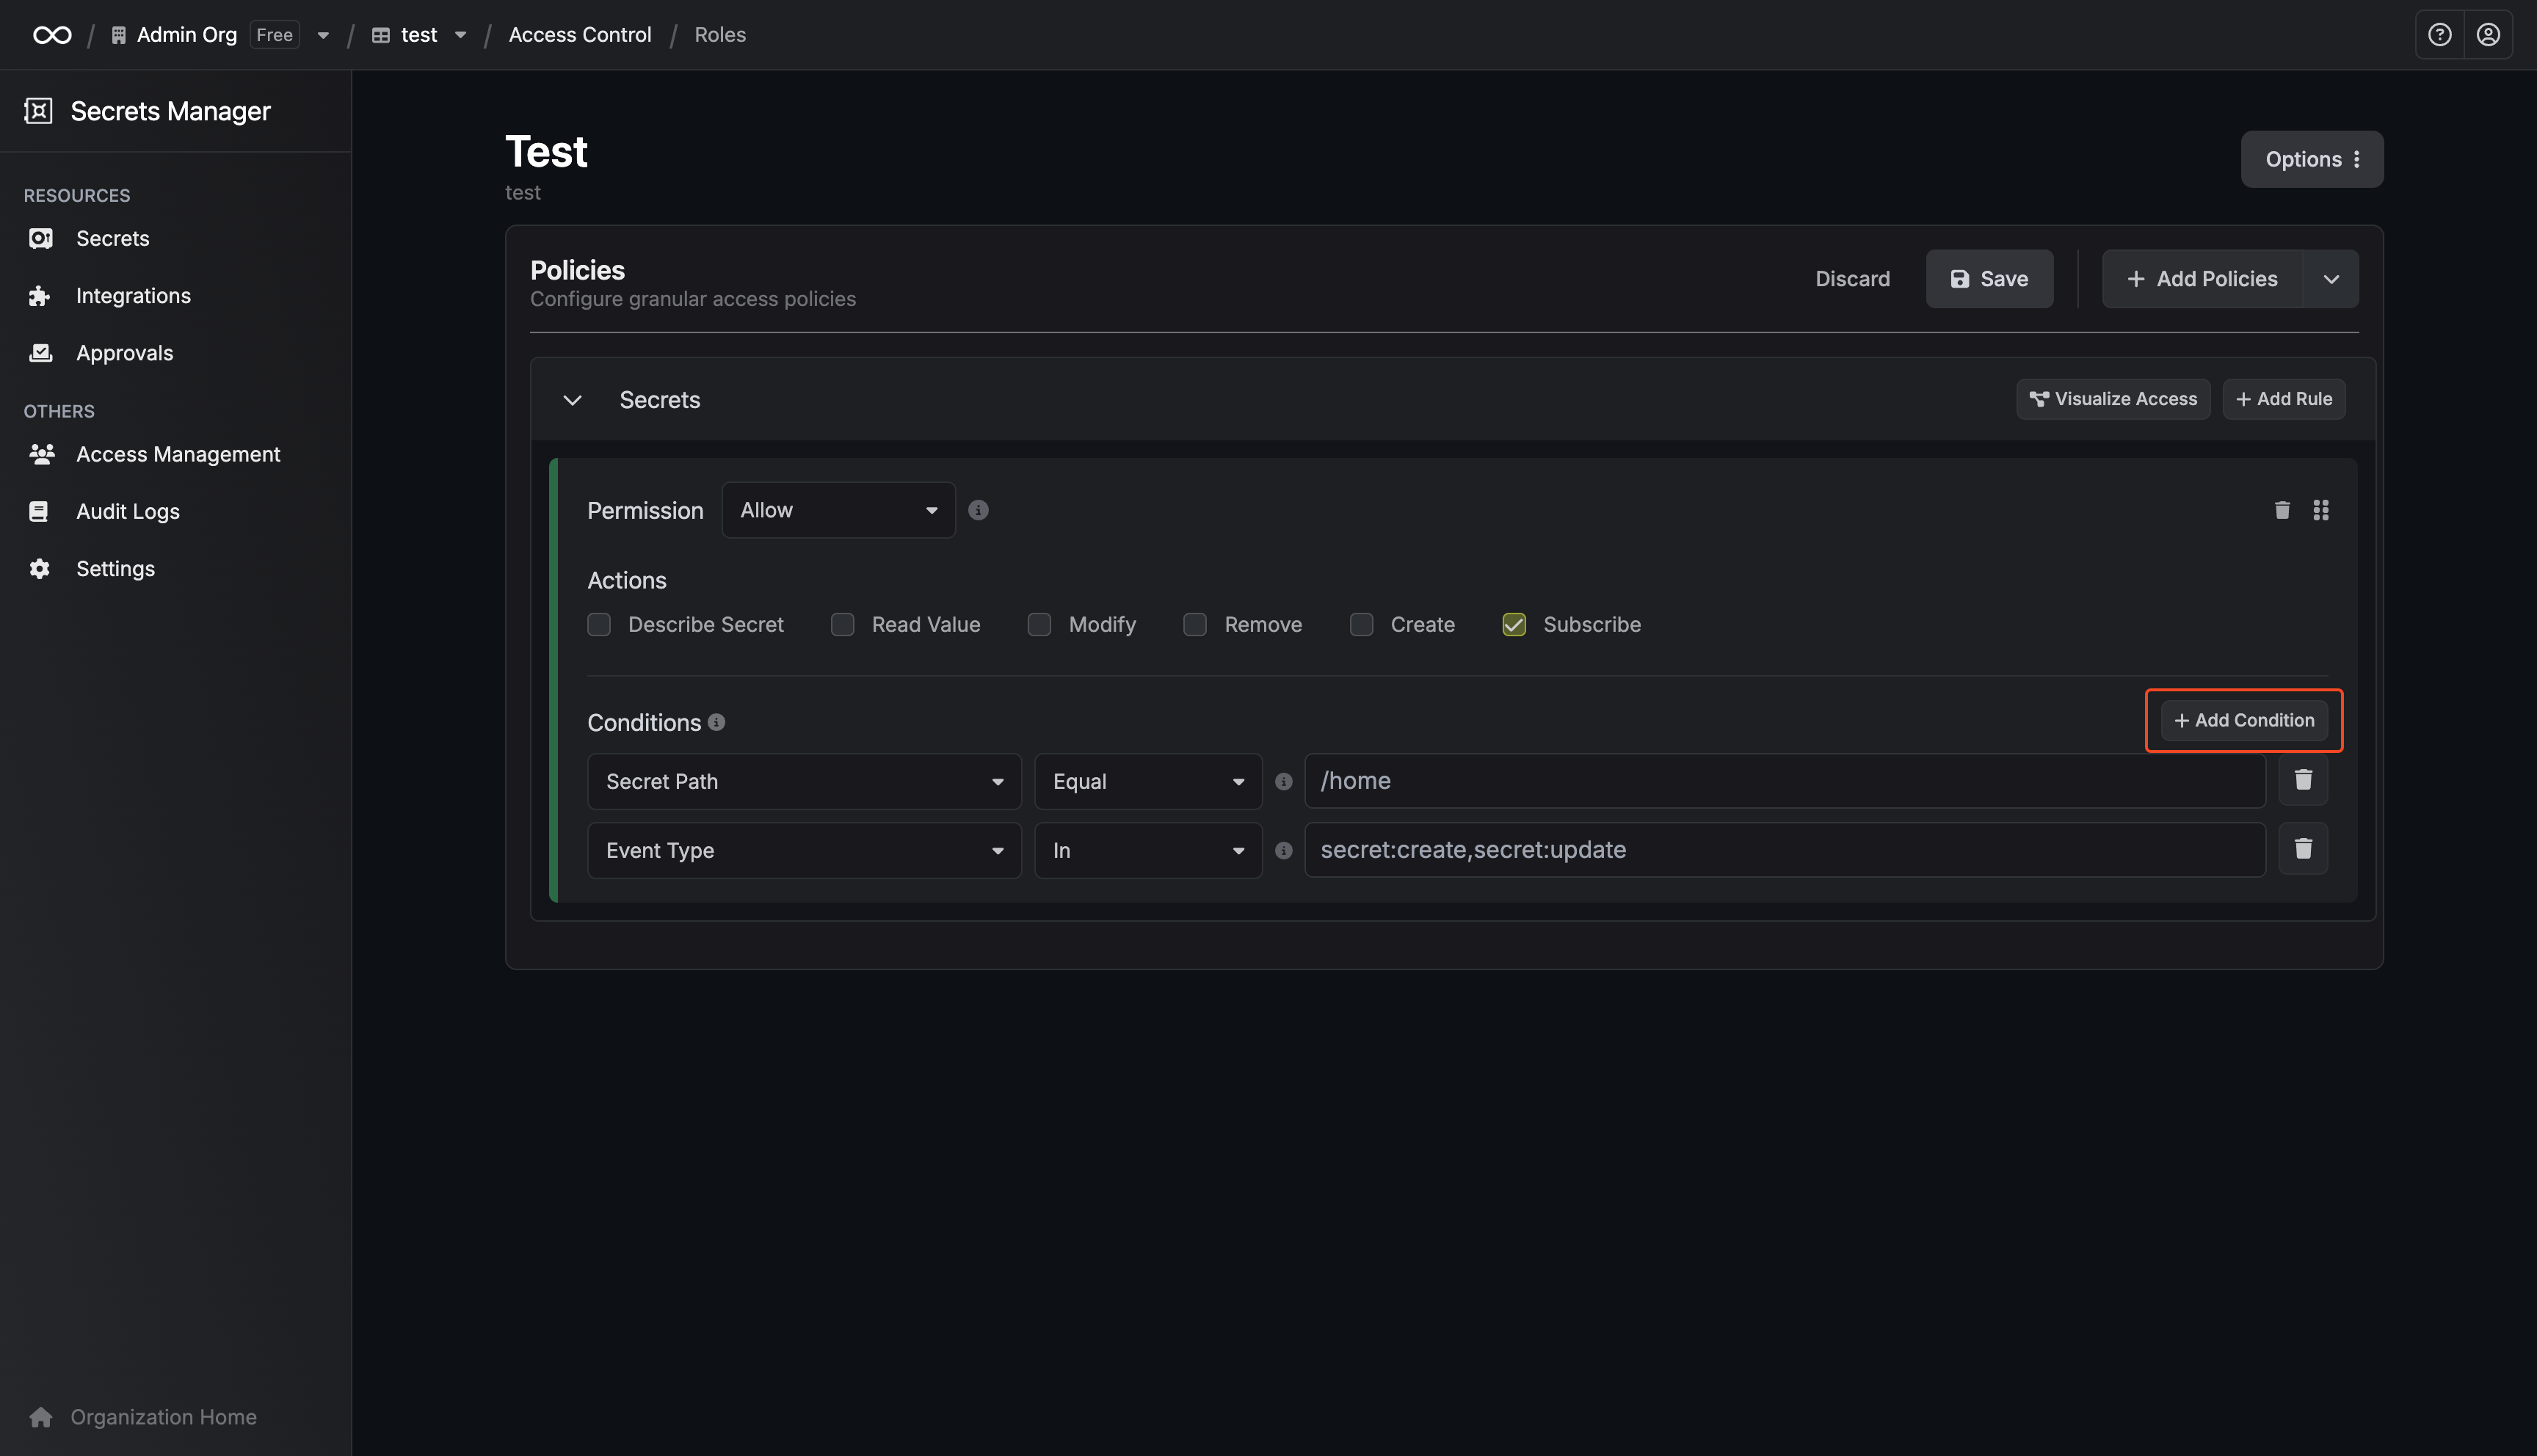 Admin Org Free test Access Control Roles
Secrets Manager
RESOURCES
Secrets
Integrations
Approvals
OTHERS
Access Management
Audit Logs
Settings
Organization Home
Test
test
Options
Policies
Configure granular access policies
Discard
Save
Add Policies
Secrets
Visualize Access
Add Rule
Permission Allow
Actions
Describe Secret Read Value Modify Remove Create Subscribe
Conditions
Add Condition
Secret Path Equal /home
Event Type In secret:create,secret:update